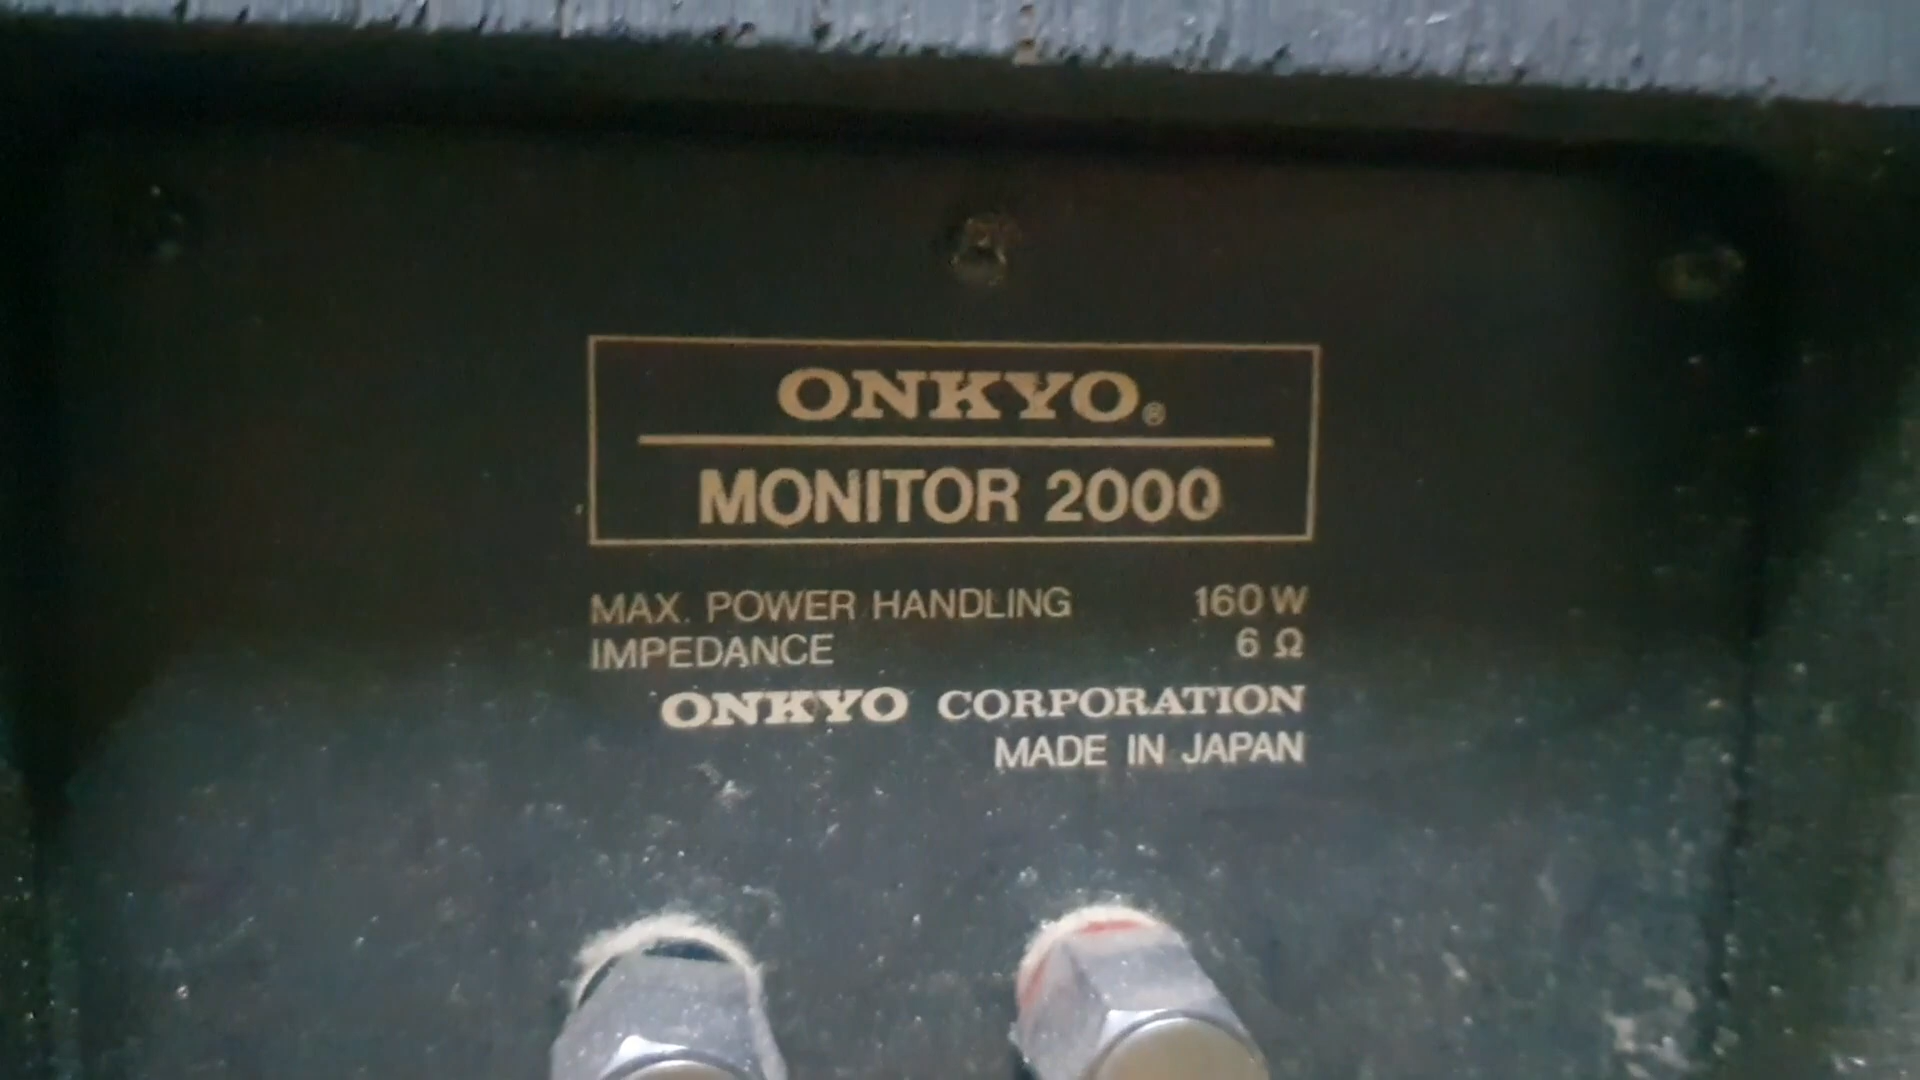 ONKYO®
MONITOR 2000
MAX. POWER HANDLING 160 W
IMPEDANCE 6 Ω
ONKYO CORPORATION
MADE IN JAPAN